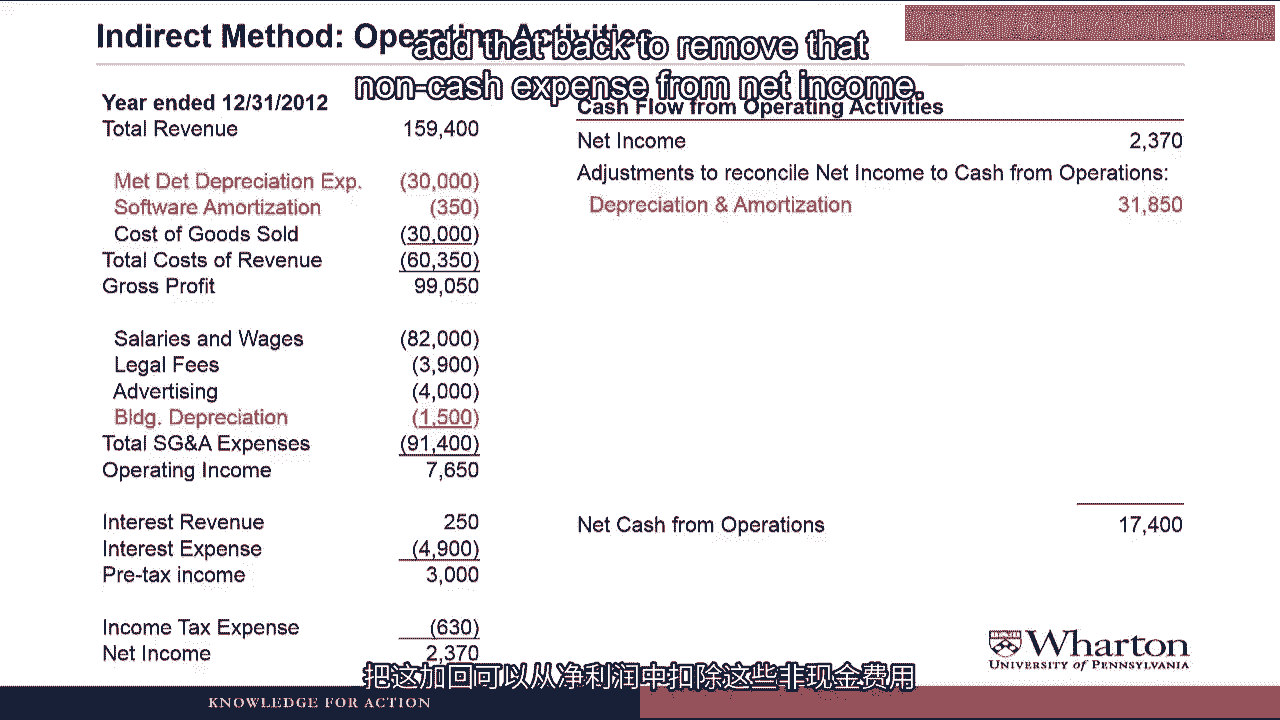 Indirect Method: Operating Activities
add that back to remove that
non-cash expense from net income.
Year ended 12/31/2012
Total Revenue 159,400
Met Det Depreciation Exp. (30,000)
Software Amortization (350)
Cost of Goods Sold (30,000)
Total Costs of Revenue (60,350)
Gross Profit 99,050
Salaries and Wages (82,000)
Legal Fees (3,900)
Advertising (4,000)
Bldg. Depreciation (1,500)
Total SG&A Expenses (91,400)
Operating Income 7,650
Interest Revenue 250
Interest Expense (4,900)
Pre-tax income 3,000
Income Tax Expense (630)
Net Income 2,370
Cash Flow from Operating Activities
Net Income 2,370
Adjustments to reconcile Net Income to Cash from Operations:
Depreciation & Amortization 31,850
Net Cash from Operations 17,400
Wharton
UNIVERSITY of PENNSYLVANIA
把这加回可以从净利润中扣除这些非现金费用
KNOWLEDGE FOR ACTION